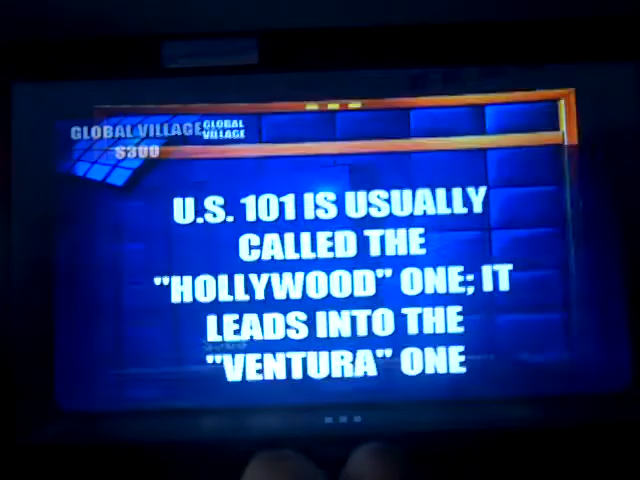 GLOBAL VILLAGE
GLOBAL
VILLAGE
$300
U.S. 101 IS USUALLY
CALLED THE
"HOLLYWOOD" ONE; IT
LEADS INTO THE
"VENTURA" ONE